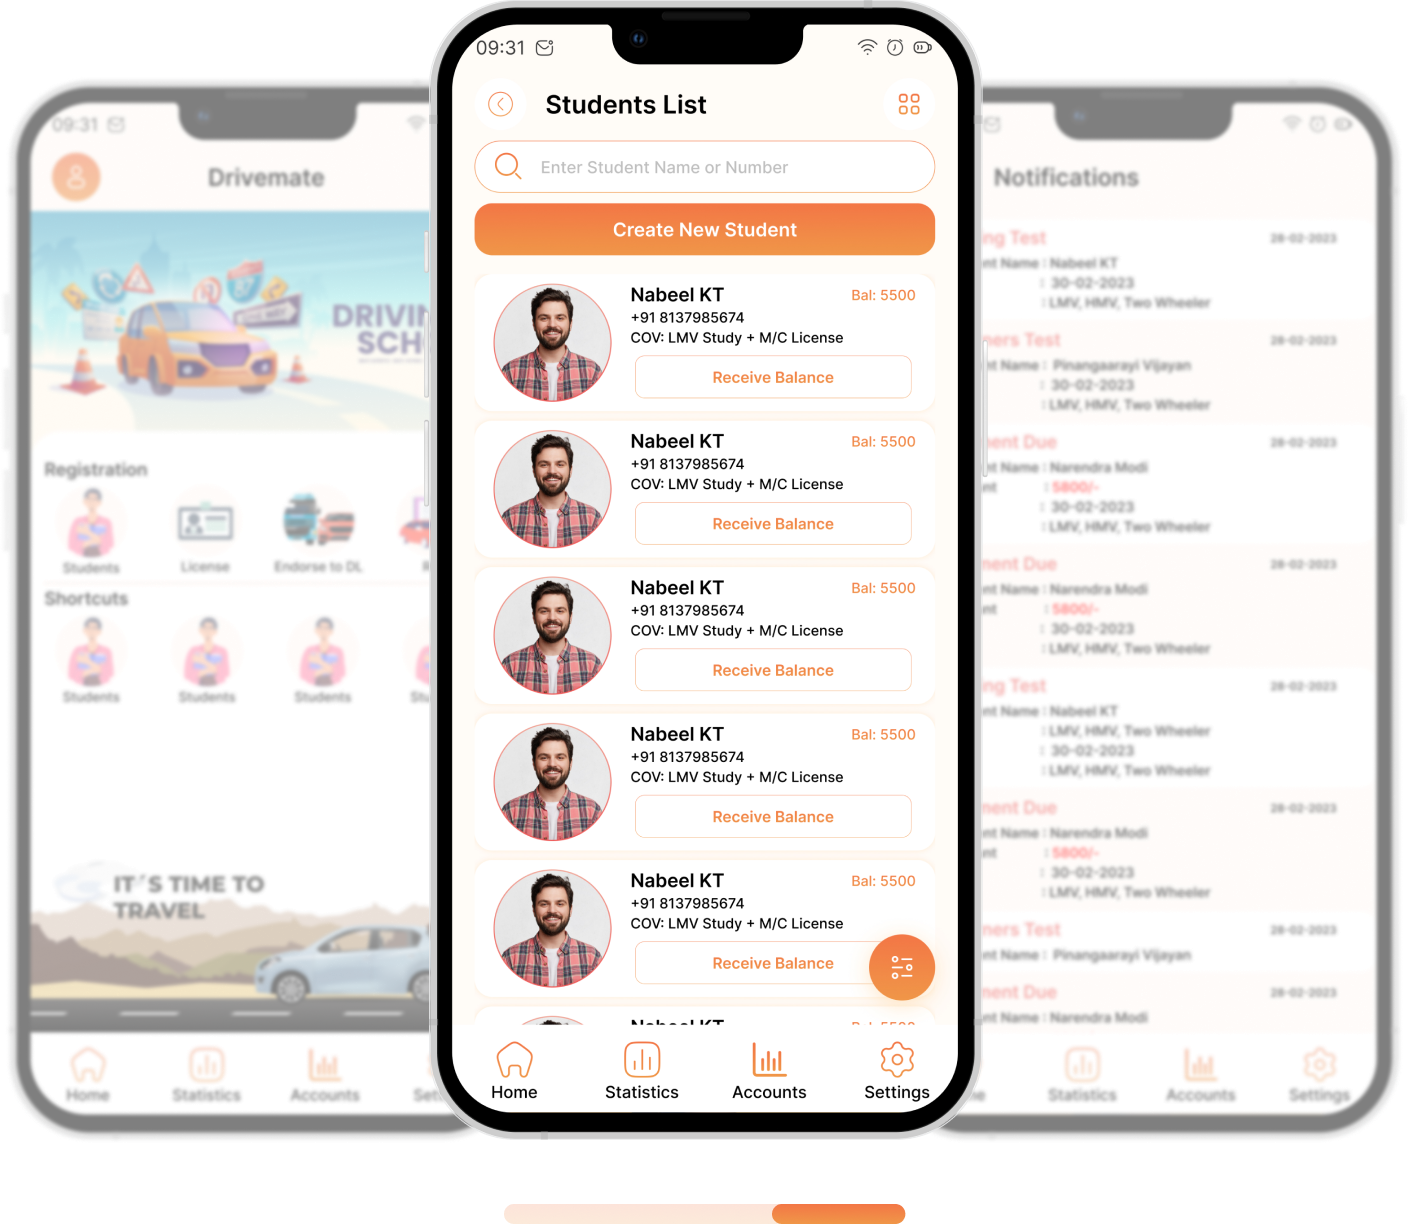 09:31
Drivemate
DRIVIN
SCH
Registration
Students
License
Endorse to DL
Shortcuts
Students
Students
Students
IT'S TIME TO
TRAVEL
Home
Statistics
Accounts
09:31
Students List
Enter Student Name or Number
Create New Student
Nabeel KT
Bal: 5500
+91 8137985674
COV: LMV Study + M/C License
Receive Balance
Nabeel KT
Bal: 5500
+91 8137985674
COV: LMV Study + M/C License
Receive Balance
Nabeel KT
Bal: 5500
+91 8137985674
COV: LMV Study + M/C License
Receive Balance
Nabeel KT
Bal: 5500
+91 8137985674
COV: LMV Study + M/C License
Receive Balance
Nabeel KT
Bal: 5500
+91 8137985674
COV: LMV Study + M/C License
Receive Balance
Nabeel KT
Bal: 5500
Home
Statistics
Accounts
Settings
Notifications
ng Test
28-02-2023
nt Name : Nabeel KT
: 30-02-2023
: LMV, HMV, Two Wheeler
ners Test
28-02-2023
nt Name : Pinangaarayi Vijayan
: 30-02-2023
: LMV, HMV, Two Wheeler
ment Due
28-02-2023
nt Name : Narendra Modi
nt : 5800/-
: 30-02-2023
: LMV, HMV, Two Wheeler
ment Due
28-02-2023
nt Name : Narendra Modi
nt : 5800/-
: 30-02-2023
: LMV, HMV, Two Wheeler
ng Test
28-02-2023
nt Name : Nabeel KT
: LMV, HMV, Two Wheeler
: 30-02-2023
: LMV, HMV, Two Wheeler
ment Due
28-02-2023
nt Name : Narendra Modi
nt : 5800/-
: 30-02-2023
: LMV, HMV, Two Wheeler
ners Test
28-02-2023
nt Name : Pinangaarayi Vijayan
ment Due
28-02-2023
nt Name : Narendra Modi
Statistics
Accounts
Settings